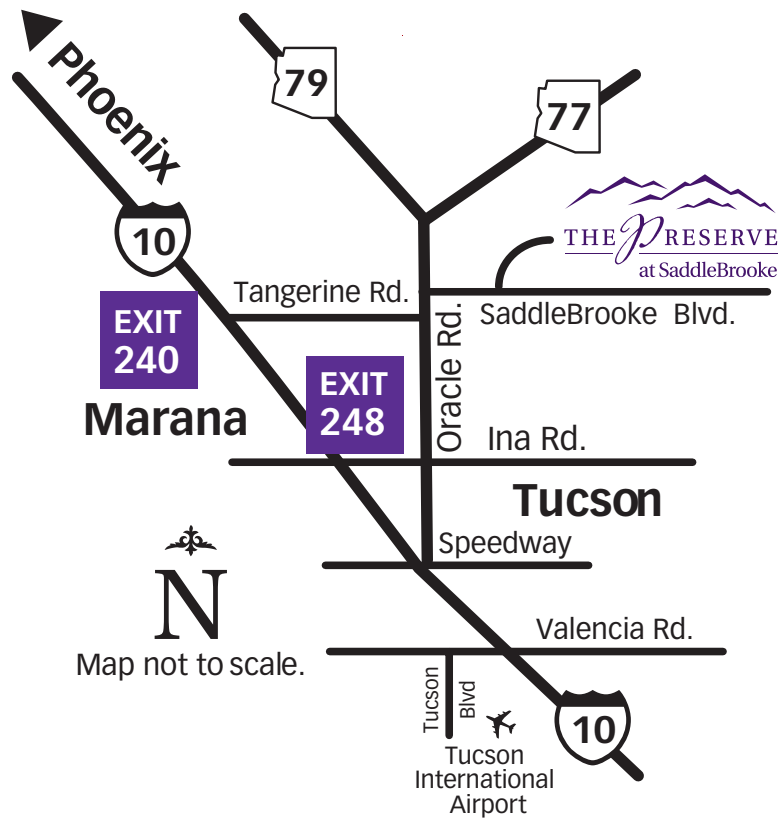 79
77
Phoenix
10
THE PRESERVE
at SaddleBrooke
Tangerine Rd.
SaddleBrooke Blvd.
EXIT
240
Oracle Rd.
EXIT
248
Marana
Ina Rd.
Tucson
Speedway
N
Map not to scale.
Valencia Rd.
Tucson
Blvd
10
Tucson
International
Airport